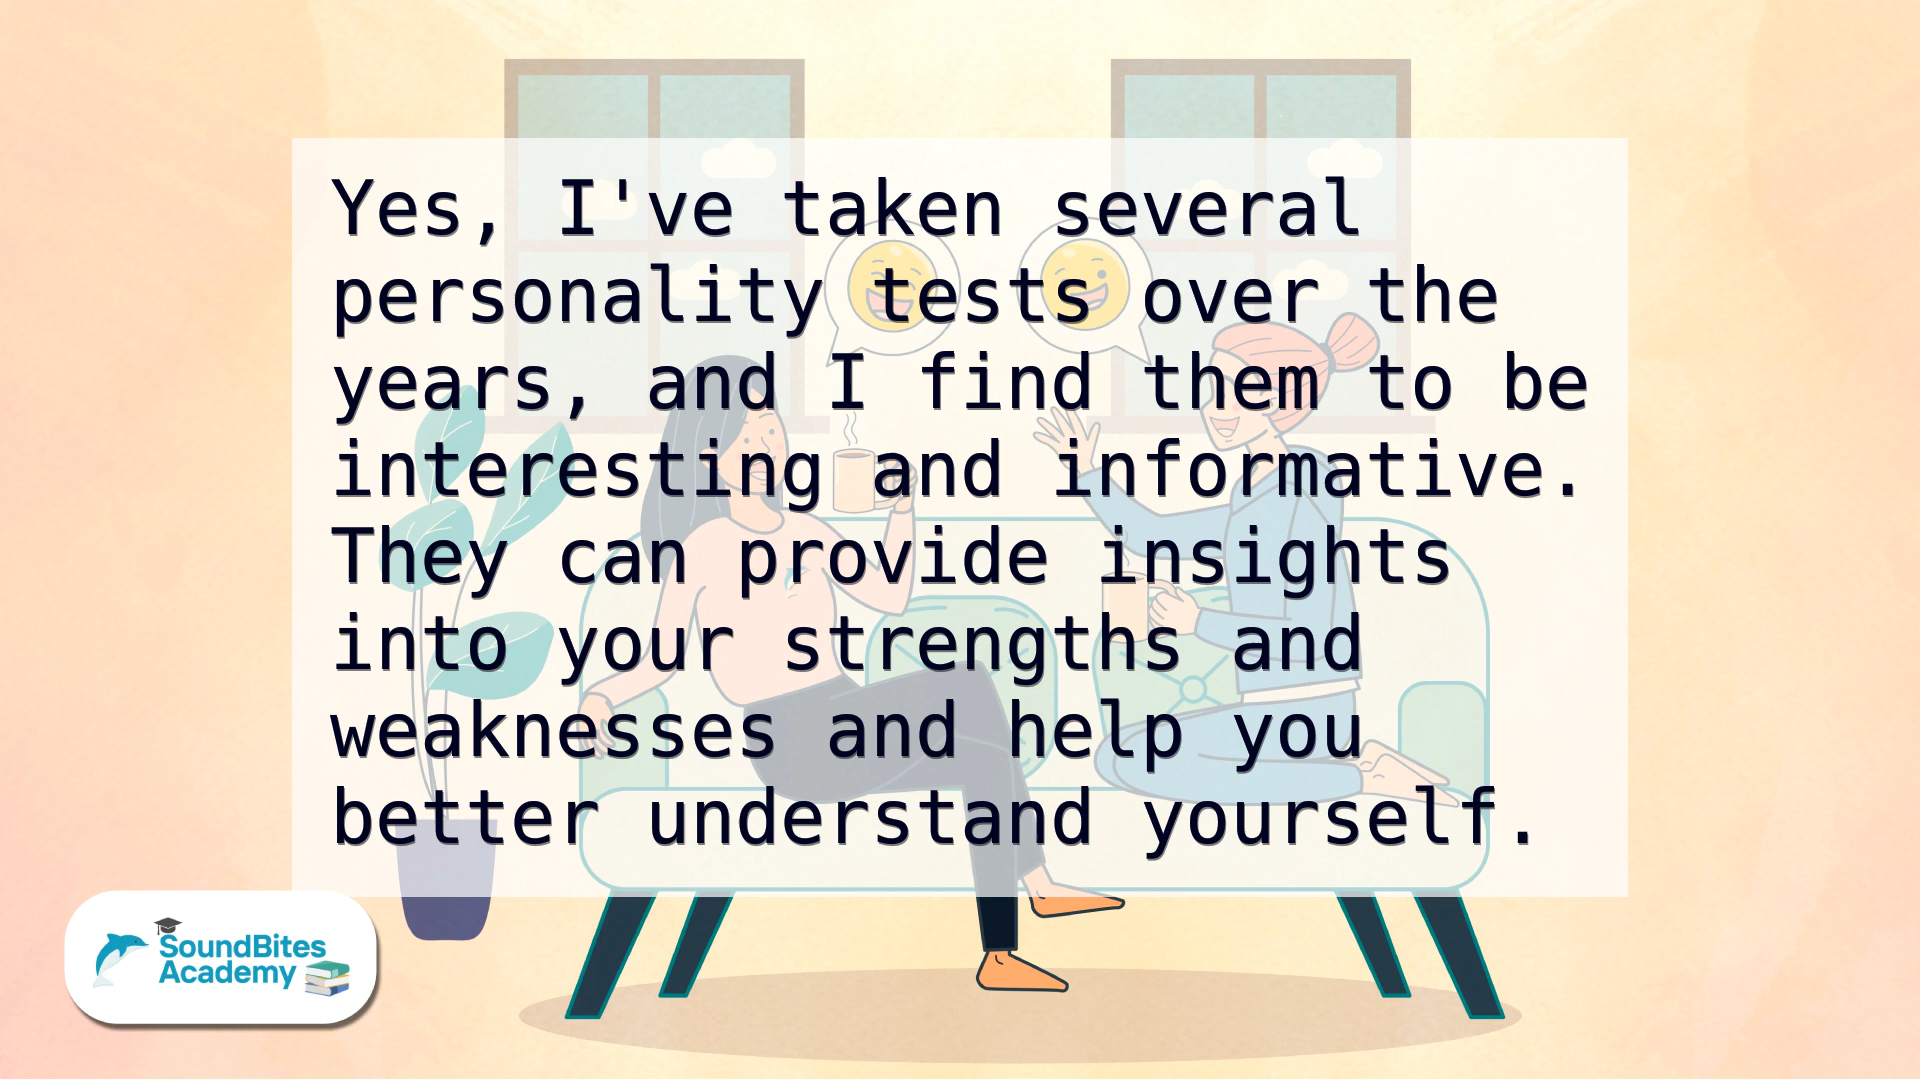 Yes, I've taken several
personality tests over the
years, and I find them to be
interesting and informative.
They can provide insights
into your strengths and
weaknesses and help you
better understand yourself.
SoundBites
Academy